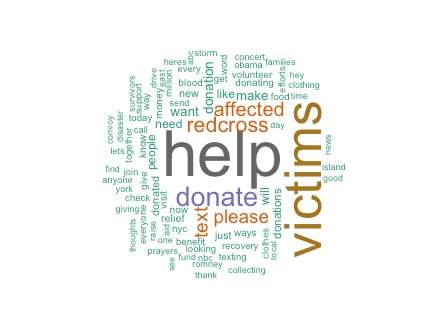 storm
abc
heres
every
concert
word
obama
families
blood
get
volunteer
hey
east
drive
million
donation
donating
efforts
clothing
survivors
support
way
money
new
like
make
food
time
send
want
affected
today
need
redcross
day
convoy
disaster
call
together
know
people
help
victims
news
lets
find
join
anyone
york
give
donated
visit
donate
will
donations
island
good
check
giving
now
text
please
everyone
raise
aid
relief
nyc
just
ways
clothes
local
thoughts
one
benefit
prayers
looking
recovery
see
fund
nbc
texting
romney
collecting
thank